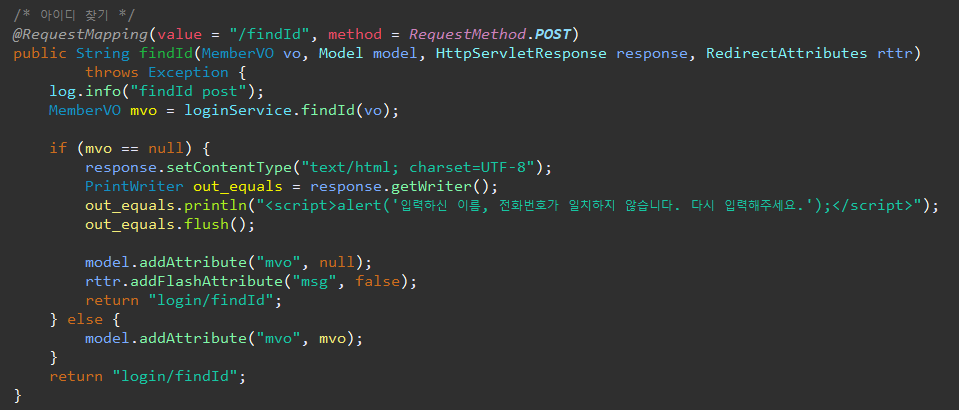 /* 아이디 찾기 */
@RequestMapping(value = "/findId", method = RequestMethod.POST)
public String findId(MemberVO vo, Model model, HttpServletResponse response, RedirectAttributes rttr)
        throws Exception {
    log.info("findId post");
    MemberVO mvo = loginService.findId(vo);

    if (mvo == null) {
        response.setContentType("text/html; charset=UTF-8");
        PrintWriter out_equals = response.getWriter();
        out_equals.println("<script>alert('입력하신 이름, 전화번호가 일치하지 않습니다. 다시 입력해주세요.');</script>");
        out_equals.flush();

        model.addAttribute("mvo", null);
        rttr.addFlashAttribute("msg", false);
        return "login/findId";
    } else {
        model.addAttribute("mvo", mvo);
    }
    return "login/findId";
}